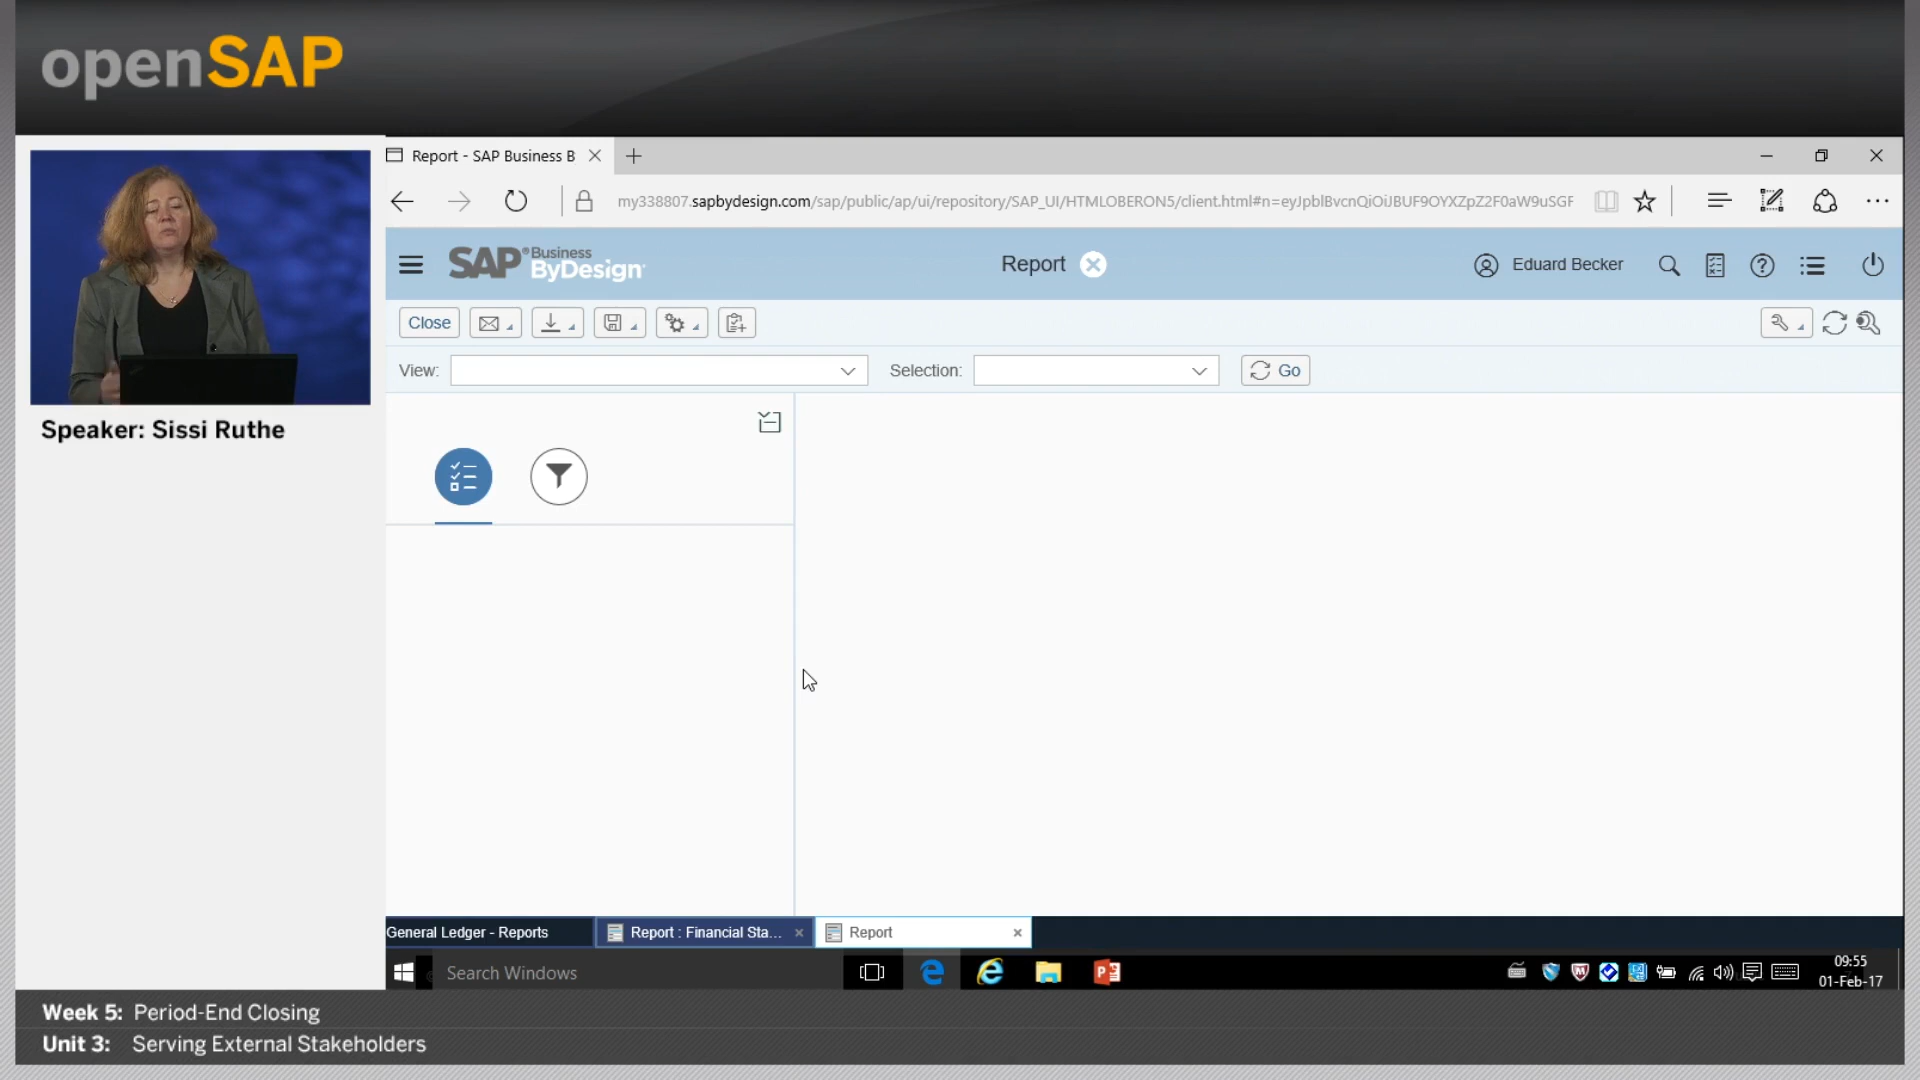 openSAP
Report - SAP Business B
my338807.sapbydesign.com/sap/public/ap/ui/repository/SAP_UI/HTMLOBERON5/client.html#n=eyJpblBvcnQiOiJBUF9OYXZpZ2F0aW9uSGF
SAP Business ByDesign
Report
Eduard Becker
Close
View:
Selection:
Go
Speaker: Sissi Ruthe
General Ledger - Reports
Report : Financial Sta...
Report
Search Windows
09:55
01-Feb-17
Week 5: Period-End Closing
Unit 3: Serving External Stakeholders